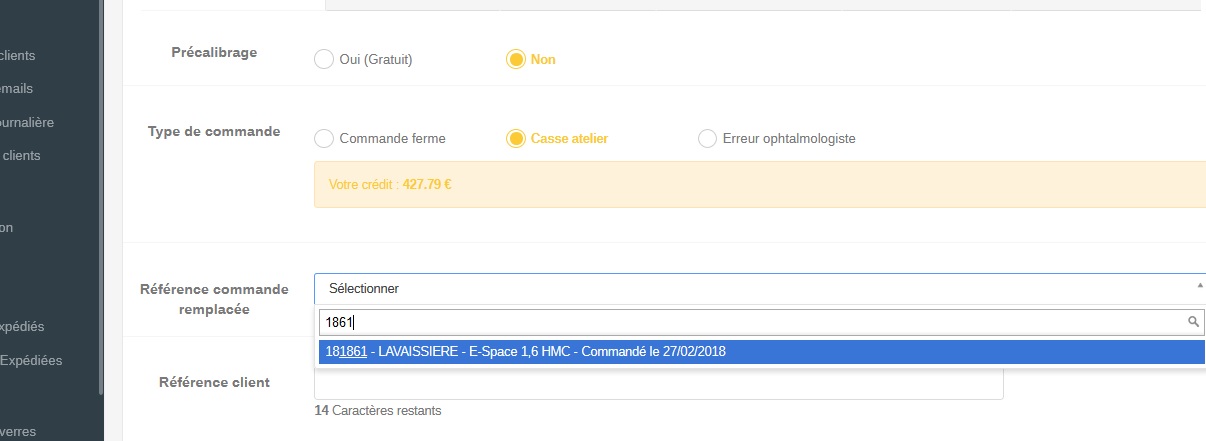 clients
emails
ournalière
clients
on
xpédiés
Expédiées
verres
Précalibrage
Oui (Gratuit)
Non
Type de commande
Commande ferme
Casse atelier
Erreur ophtalmologiste
Votre crédit : 427.79 €
Référence commande
remplacée
Sélectionner
1861
181861 - LAVAISSIERE - E-Space 1,6 HMC - Commandé le 27/02/2018
Référence client
14 Caractères restants